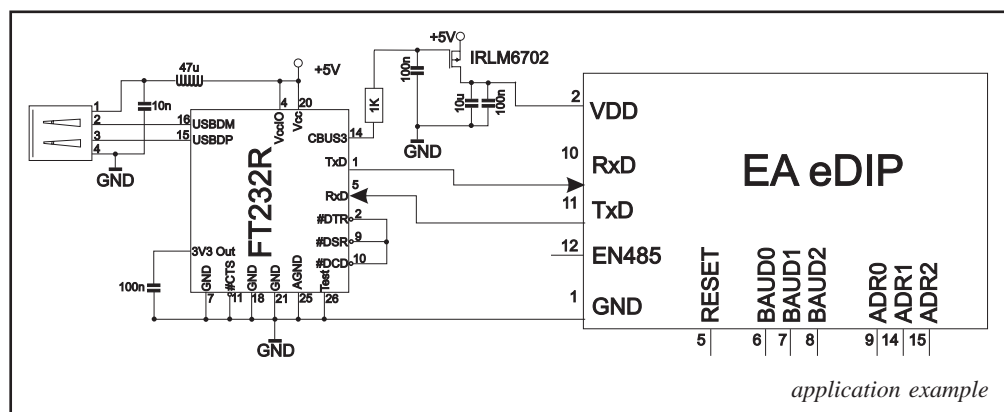 +5V
IRLM6702
47u
+5V
100n
1K
10u
100n
1
2
3
4
10n
16
USBDM
15
USBDP
4
20
VccIO
Vcc
CBUS3
14
TxD
1
5
RxD
#DTR
2
#DSR
9
#DCD
10
FT232R
3V3 Out
GND
#CTS
GND
GND
AGND
Test
7
11
18
21
25
26
GND
GND
GND
100n
2
VDD
10
RxD
11
TxD
12
EN485
1
GND
EA eDIP
RESET
BAUD0
BAUD1
BAUD2
ADR0
ADR1
ADR2
5
6
7
8
9
14
15
application example